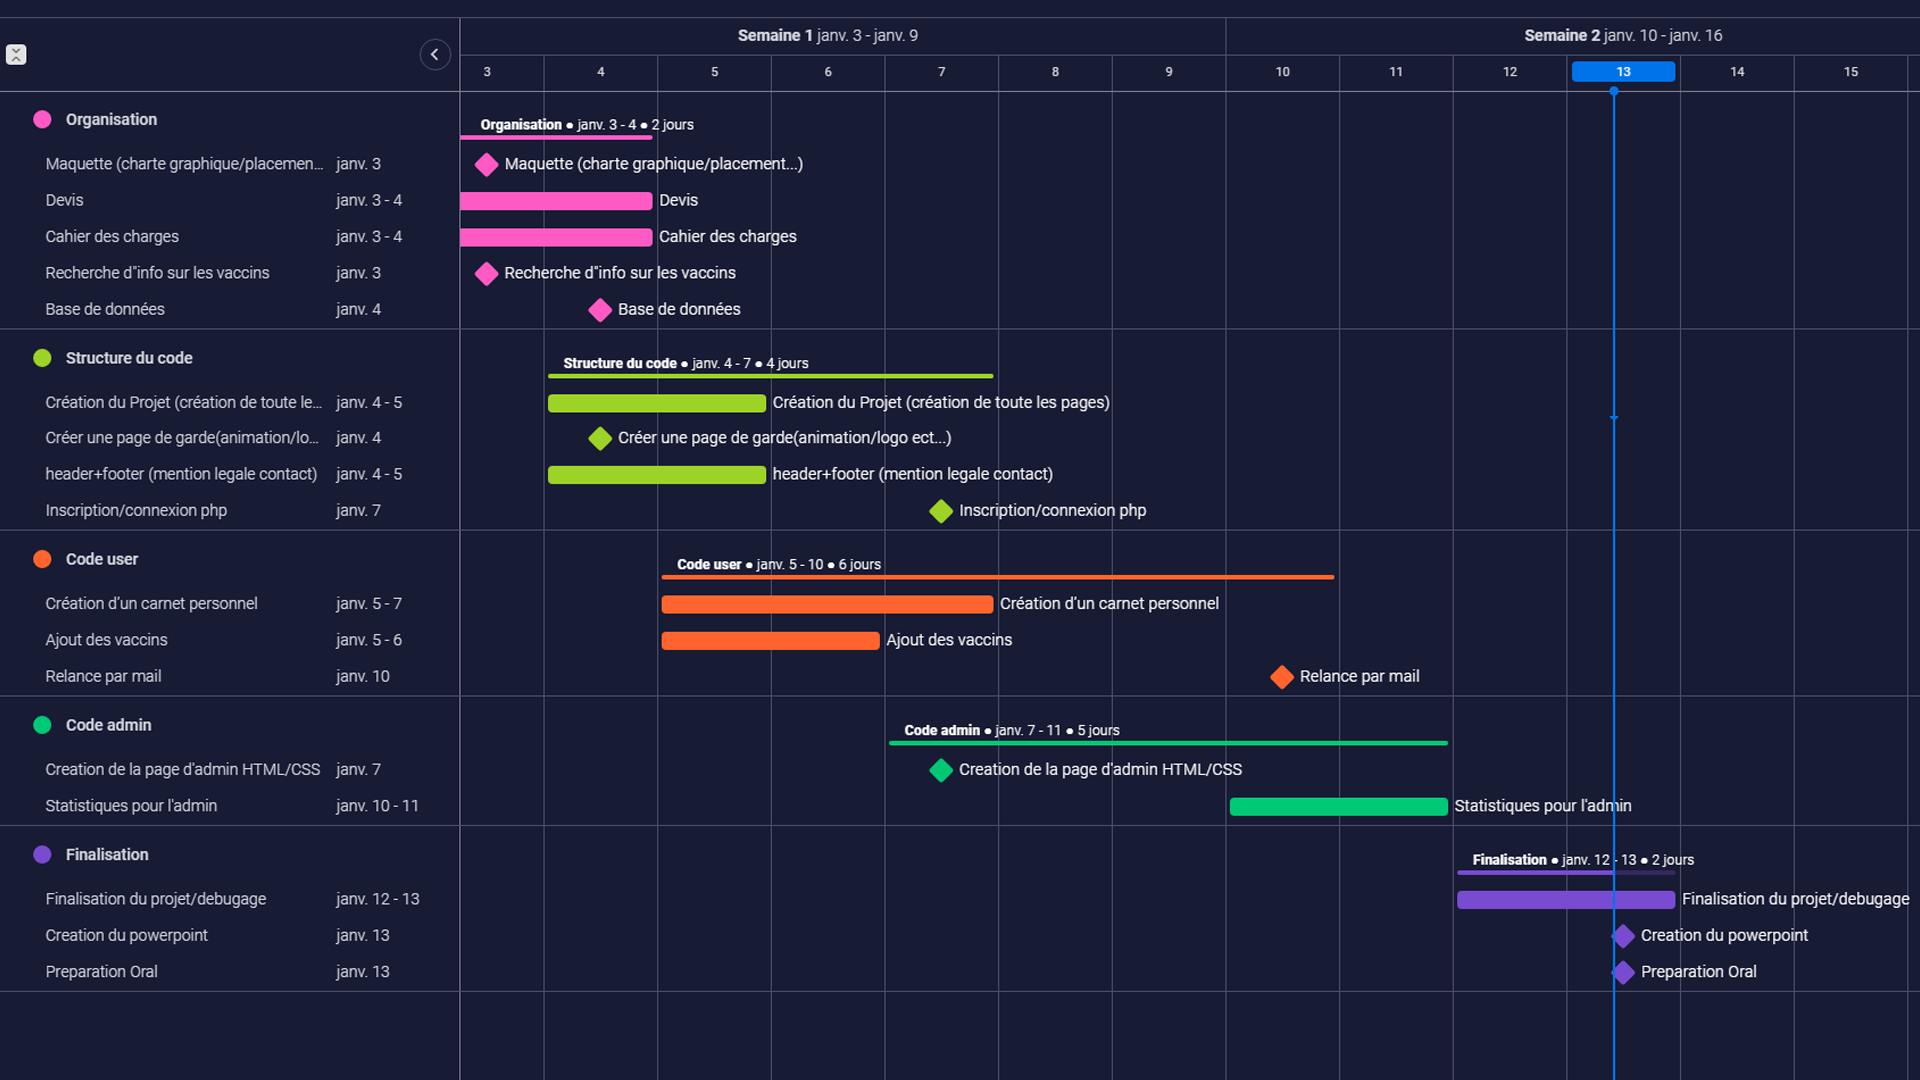 Semaine 1 janv. 3 - janv. 9
Semaine 2 janv. 10 - janv. 16
3 4 5 6 7 8 9 10 11 12 13 14 15
Organisation
Organisation • janv. 3 - 4 • 2 jours
Maquette (charte graphique/placemen... janv. 3
Maquette (charte graphique/placement...)
Devis janv. 3 - 4
Devis
Cahier des charges janv. 3 - 4
Cahier des charges
Recherche d"info sur les vaccins janv. 3
Recherche d"info sur les vaccins
Base de données janv. 4
Base de données
Structure du code
Structure du code • janv. 4 - 7 • 4 jours
Création du Projet (création de toute le... janv. 4 - 5
Création du Projet (création de toute les pages)
Créer une page de garde(animation/lo... janv. 4
Créer une page de garde(animation/logo ect...)
header+footer (mention legale contact) janv. 4 - 5
header+footer (mention legale contact)
Inscription/connexion php janv. 7
Inscription/connexion php
Code user
Code user • janv. 5 - 10 • 6 jours
Création d’un carnet personnel janv. 5 - 7
Création d’un carnet personnel
Ajout des vaccins janv. 5 - 6
Ajout des vaccins
Relance par mail janv. 10
Relance par mail
Code admin
Code admin • janv. 7 - 11 • 5 jours
Creation de la page d'admin HTML/CSS janv. 7
Creation de la page d'admin HTML/CSS
Statistiques pour l'admin janv. 10 - 11
Statistiques pour l'admin
Finalisation
Finalisation • janv. 12 - 13 • 2 jours
Finalisation du projet/debugage janv. 12 - 13
Finalisation du projet/debugage
Creation du powerpoint janv. 13
Creation du powerpoint
Preparation Oral janv. 13
Preparation Oral